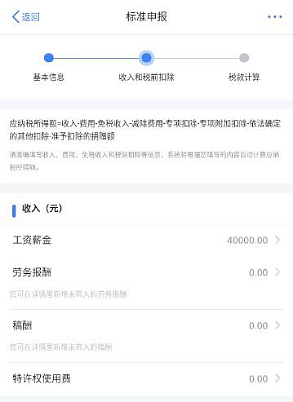 返回
标准申报
基本信息
收入和税前扣除
税款计算
应纳税所得额=收入-费用-免税收入-减除费用-专项扣除-专项附加扣除-依法确定
的其他扣除-准予扣除的捐赠额
请准确填写收入、费用、免税收入和税前扣除等信息，系统将根据您填写的内容自动计算应纳
税所得额。
收入（元）
工资薪金
40000.00
劳务报酬
0.00
您可在详情里新增未带入的劳务报酬
稿酬
0.00
您可在详情里新增未带入的稿酬
特许权使用费
0.00